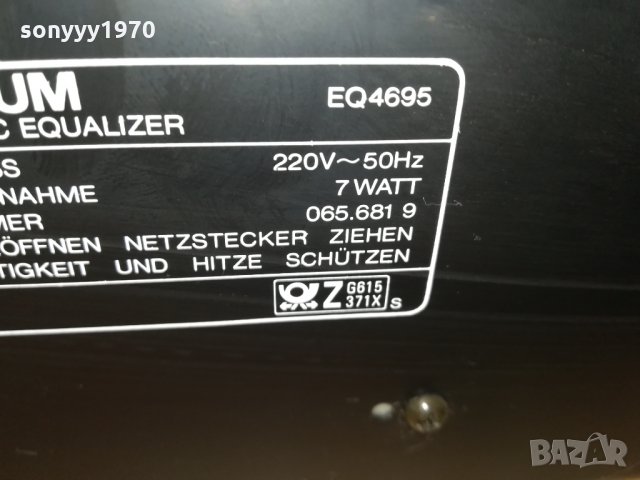 sonyyy1970
UM EQ4695
C EQUALIZER
SS 220V~50Hz
NAHME 7 WATT
MER 065.681 9
ÖFFNEN NETZSTECKER ZIEHEN
TIGKEIT UND HITZE SCHÜTZEN
Z G615 371X S
BAZAR